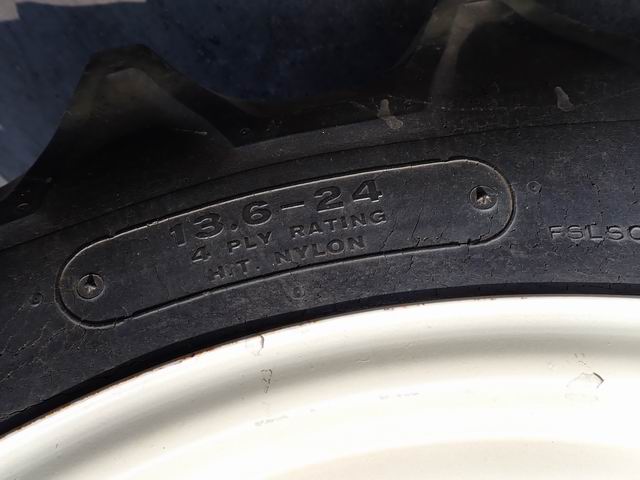 13.6-24
4 PLY RATING
H/T. NYLON